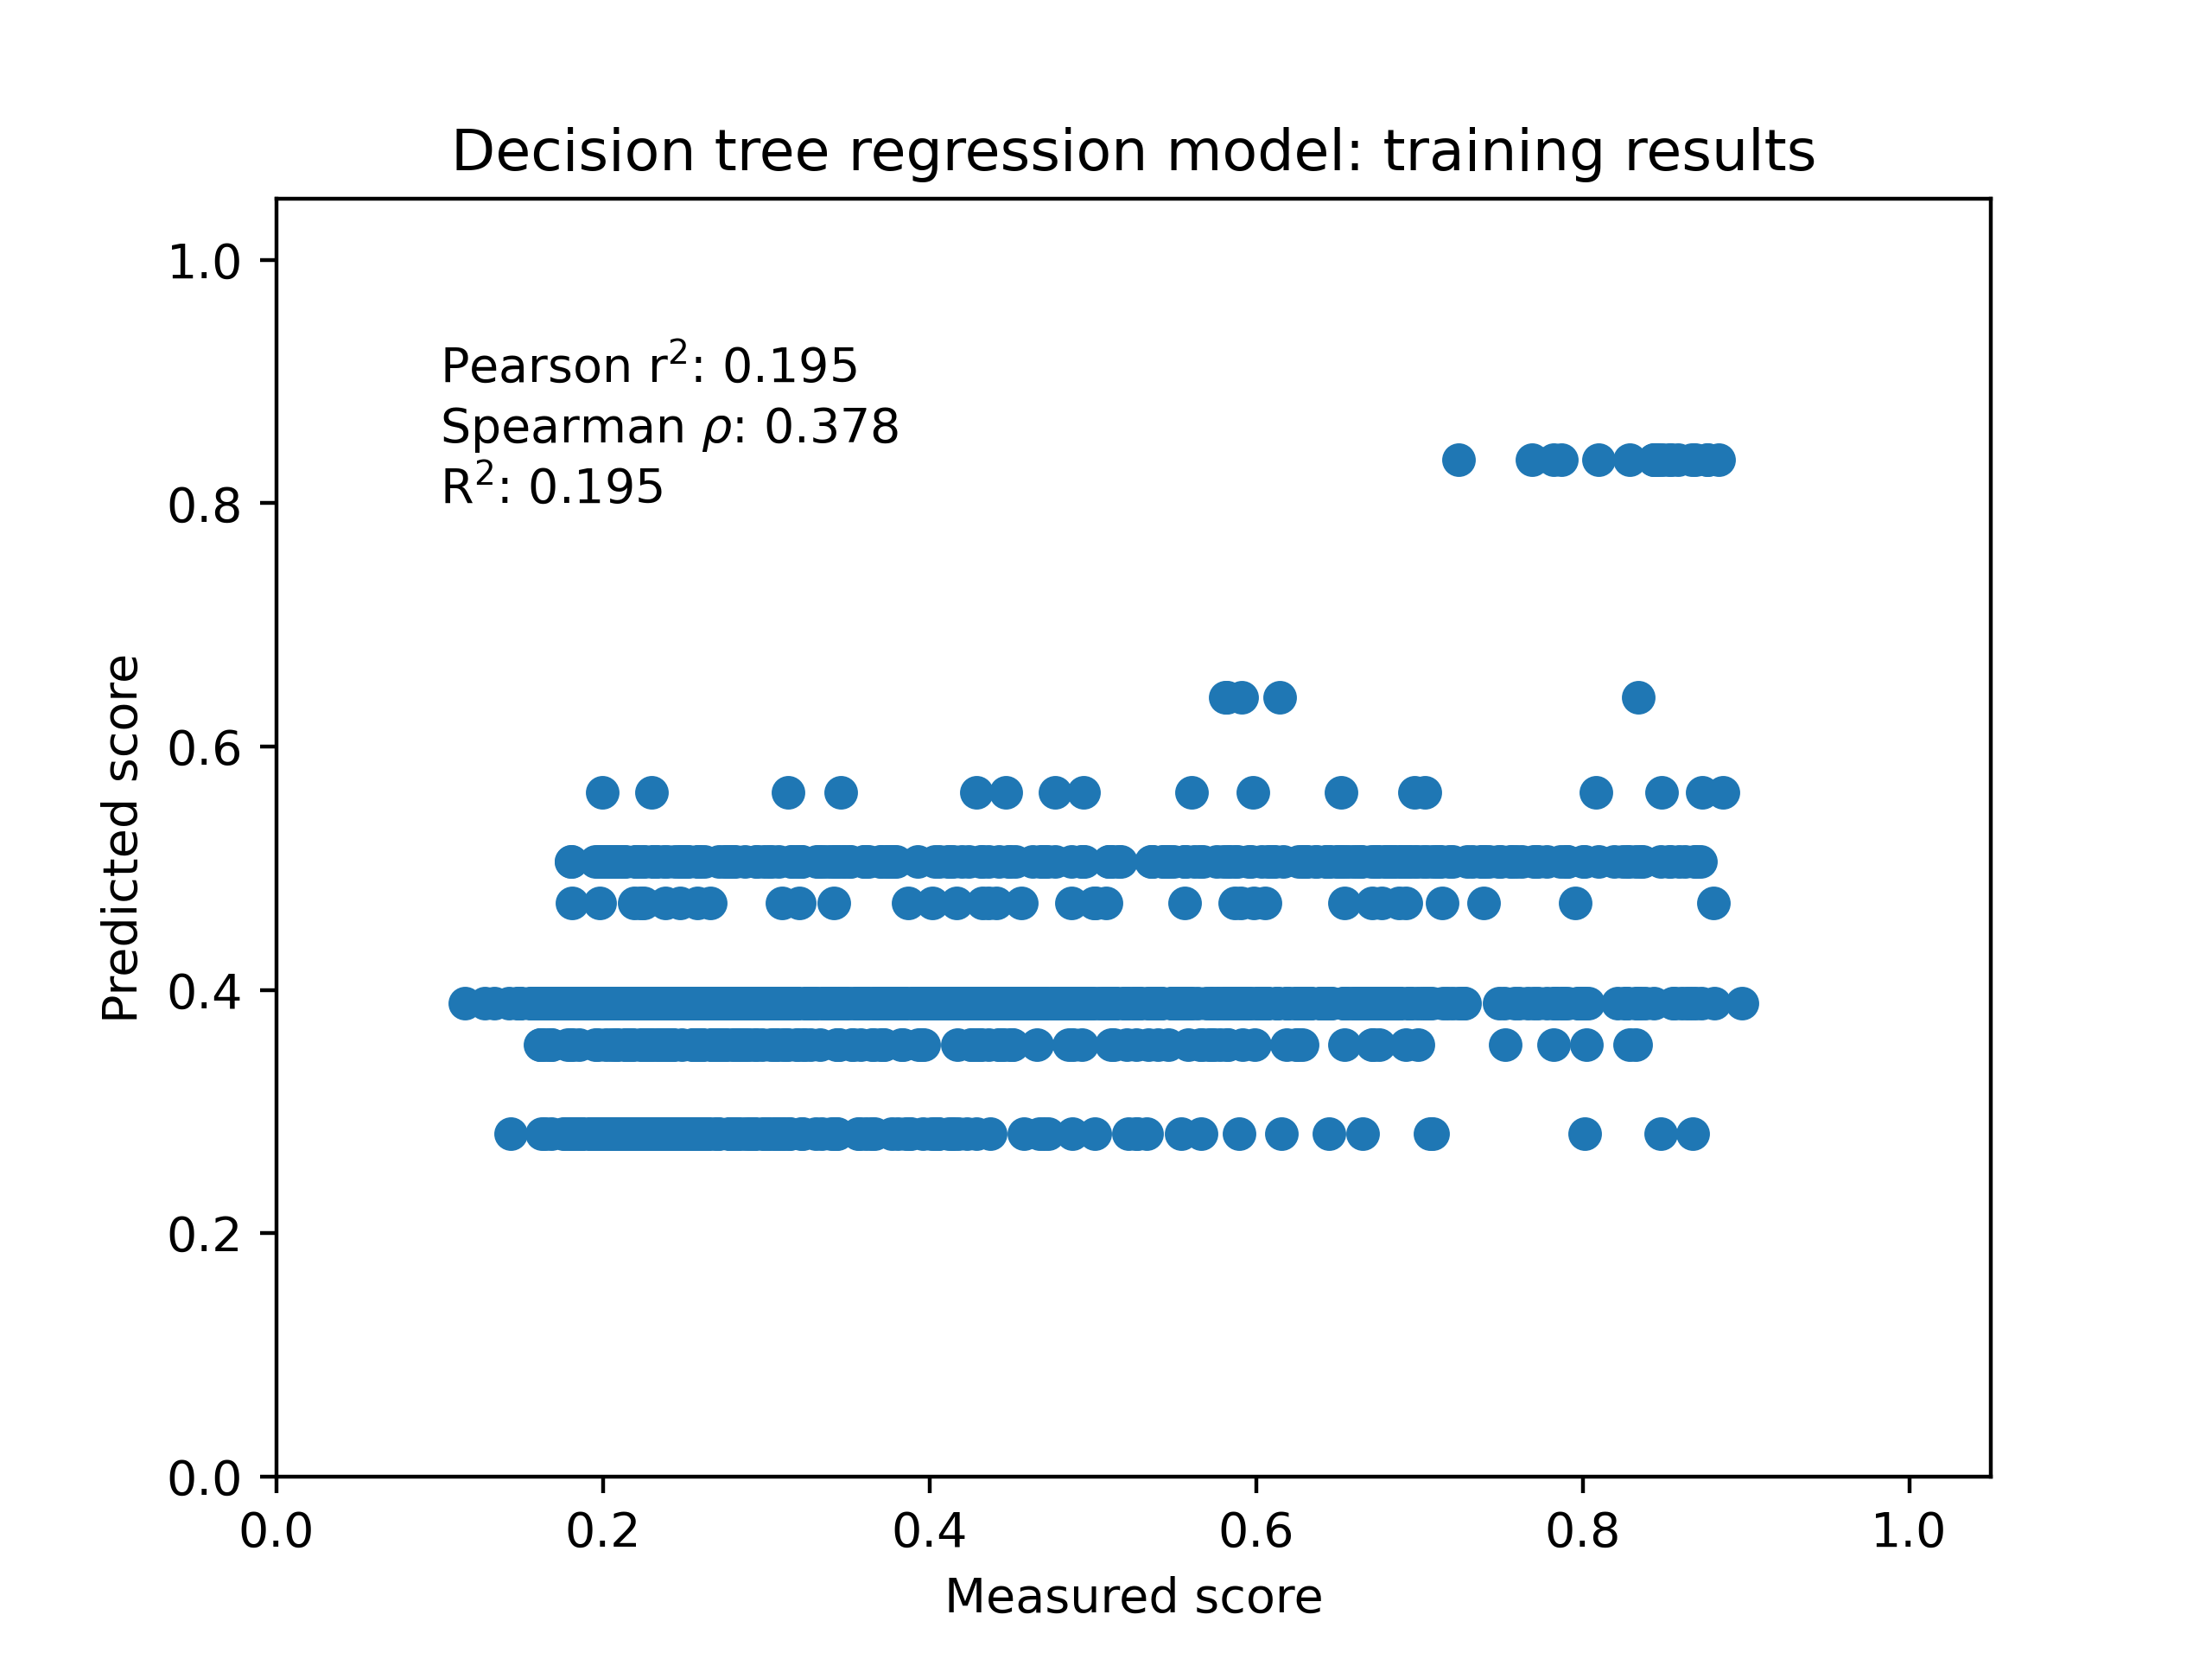 Decision tree regression model: training results
Pearson r²: 0.195
Spearman ρ: 0.378
R²: 0.195
Predicted score
1.0
0.8
0.6
0.4
0.2
0.0
0.0 0.2 0.4 0.6 0.8 1.0
Measured score